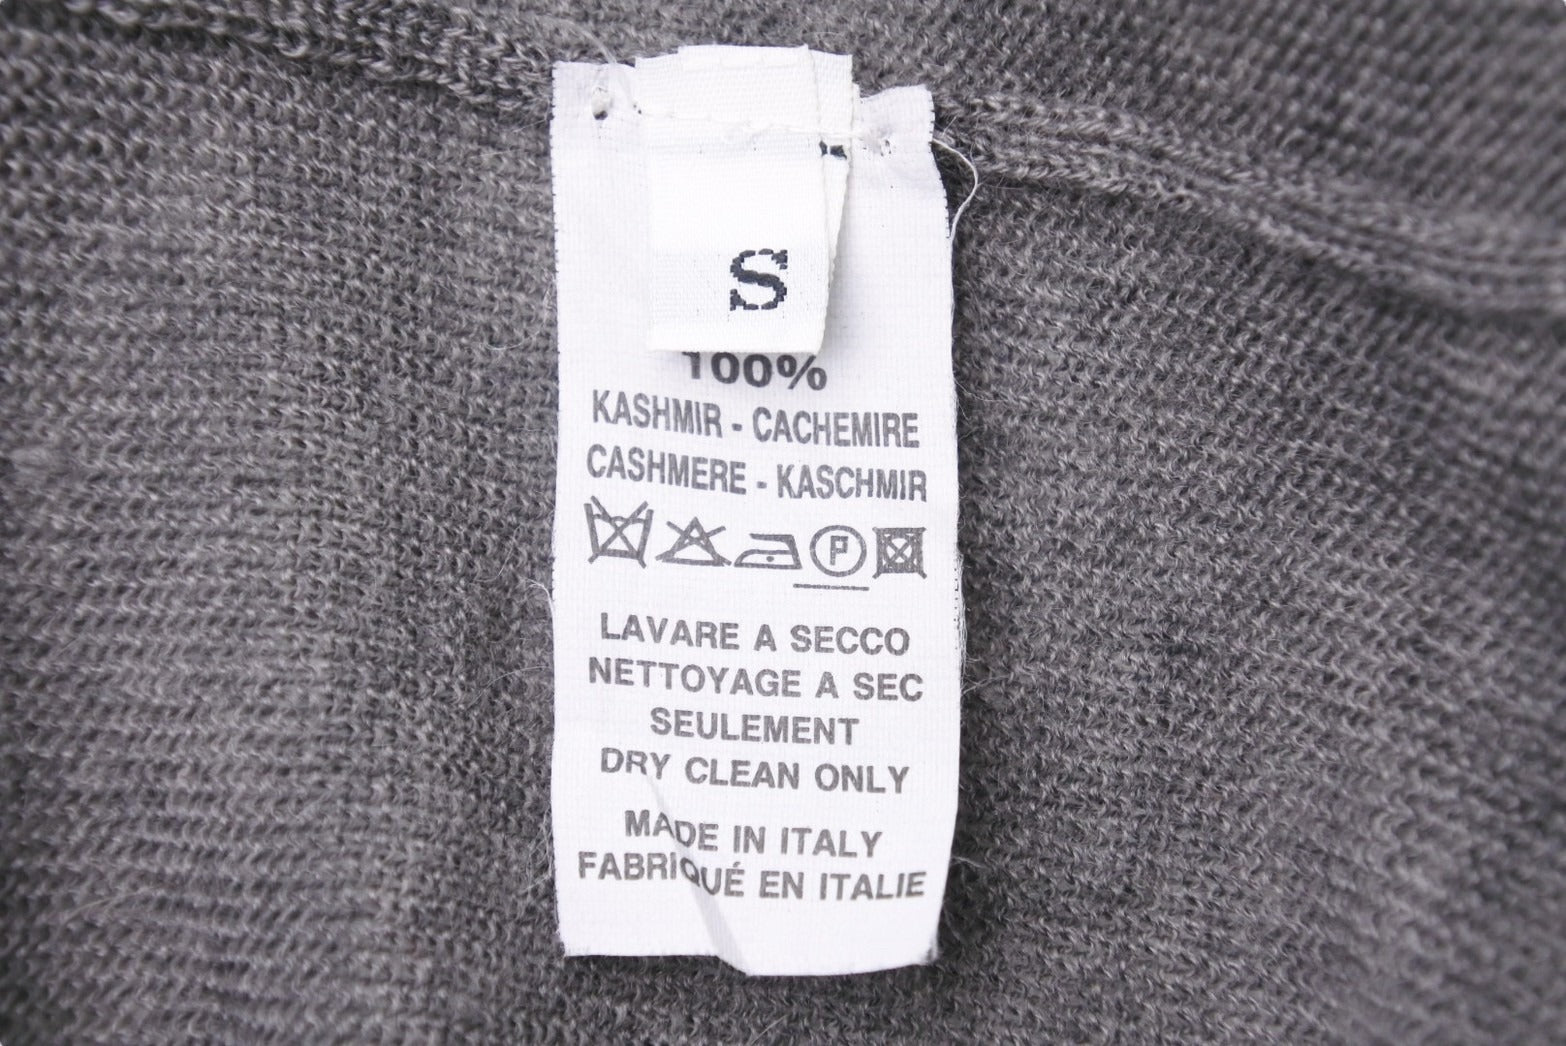 S
100%
KASHMIR - CACHEMIRE
CASHMERE - KASCHMIR
P
LAVARE A SECCO
NETTOYAGE A SEC
SEULEMENT
DRY CLEAN ONLY
MADE IN ITALY
FABRIQUÉ EN ITALIE